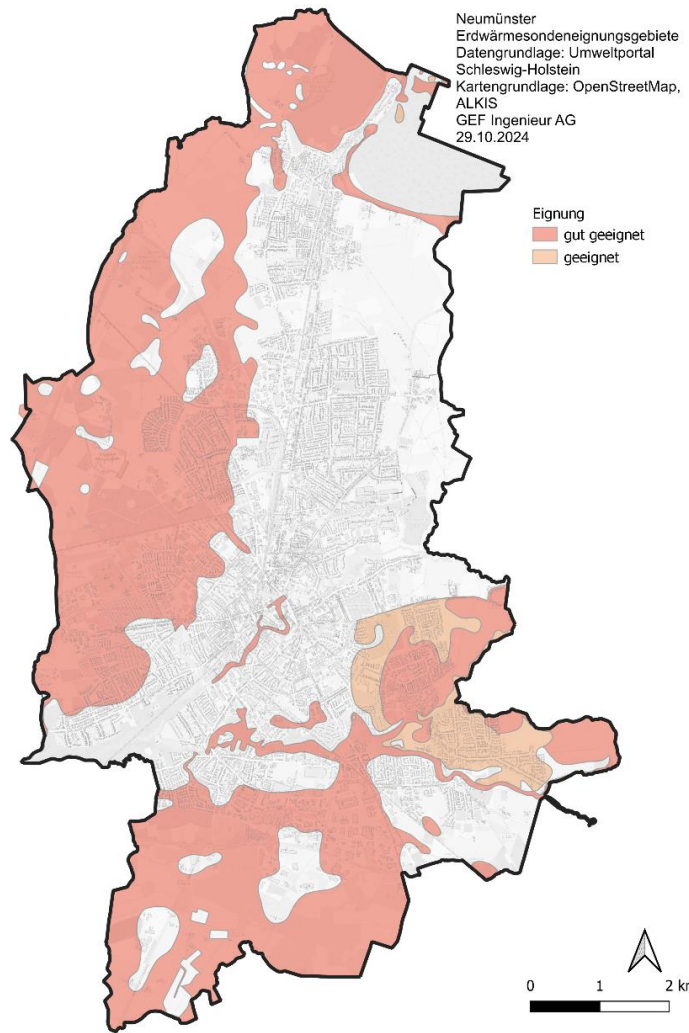 Neumünster
Erdwärmesondeneignungsgebiete
Datengrundlage: Umweltportal
Schleswig-Holstein
Kartengrundlage: OpenStreetMap,
ALKIS
GEF Ingenieur AG
29.10.2024
Eignung
gut geeignet
geeignet
0 1 2 km